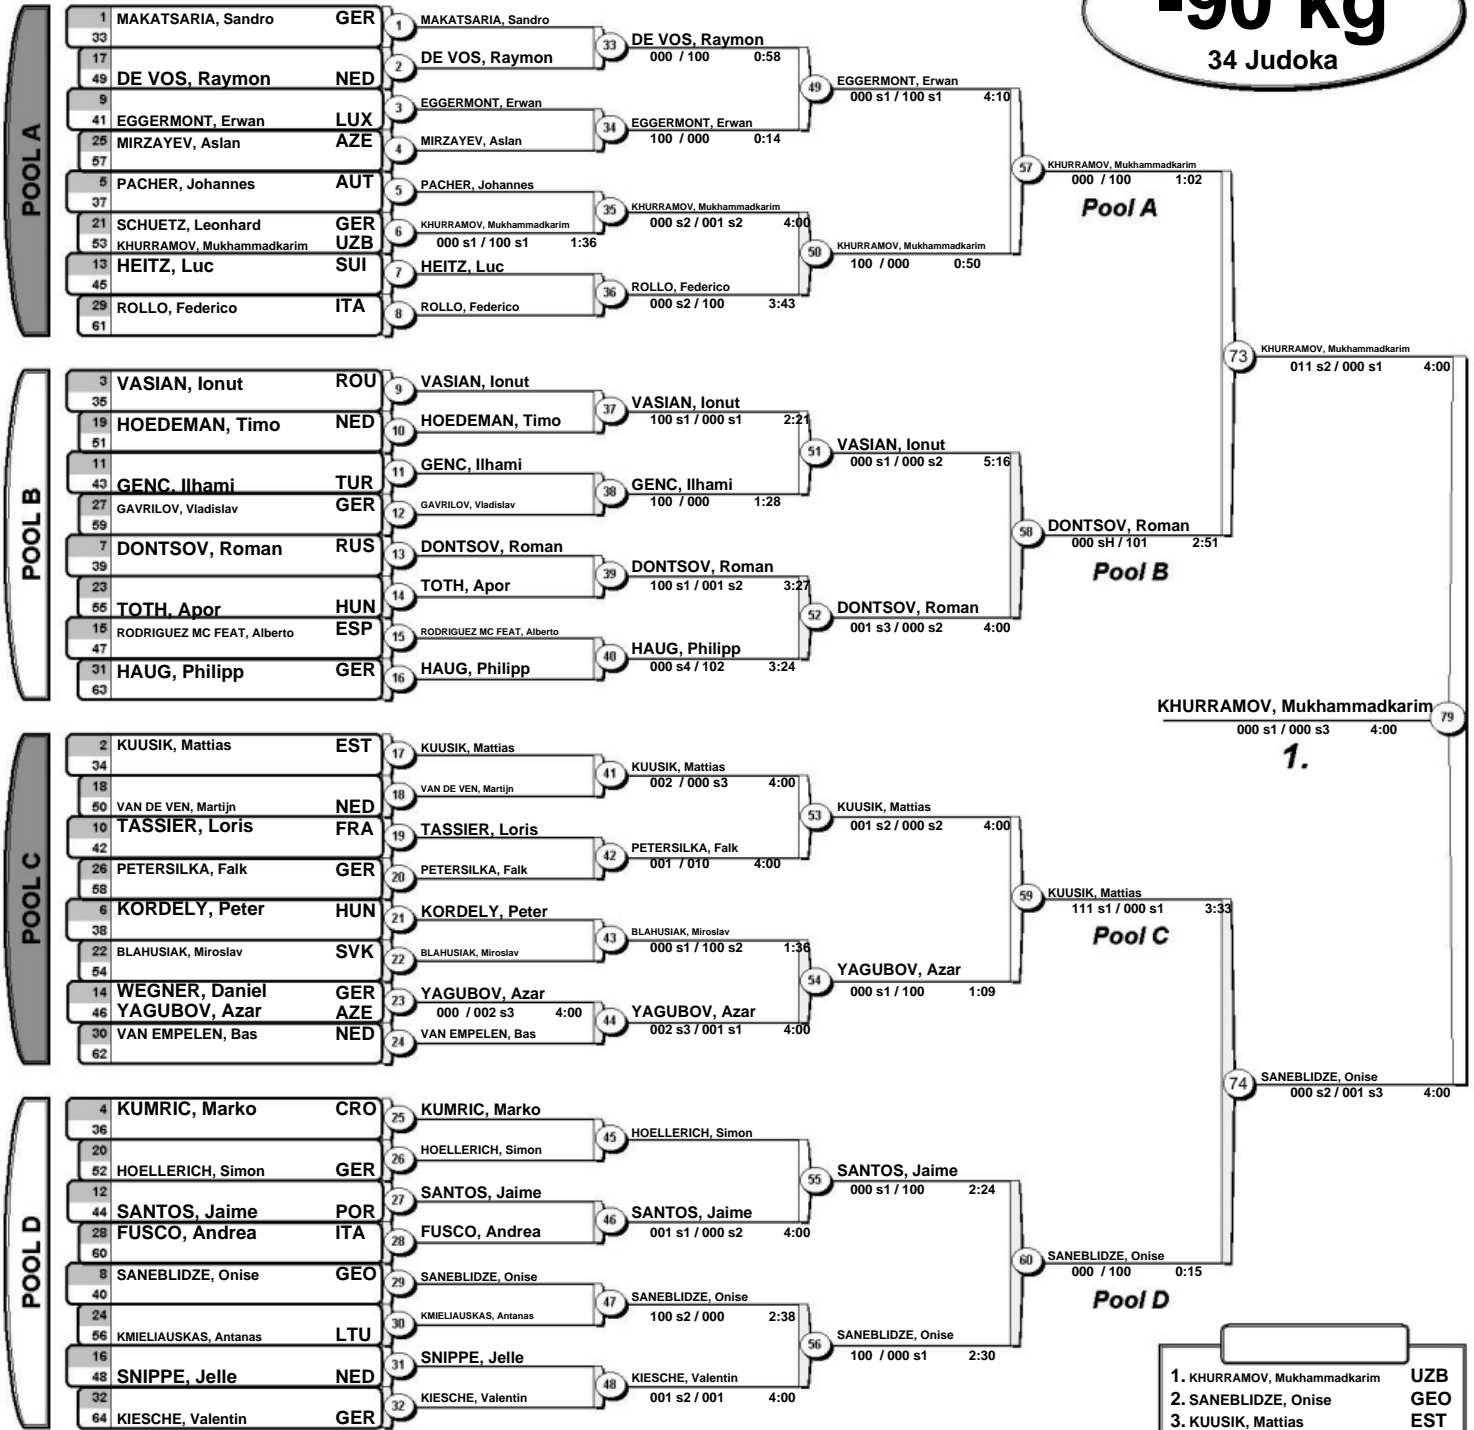 -90 kg
34 Judoka
POOL A
1 MAKATSARIA, Sandro GER
33
17
49 DE VOS, Raymon NED
9
41 EGGERMONT, Erwan LUX
25 MIRZAYEV, Aslan AZE
57
5 PACHER, Johannes AUT
37
21 SCHUETZ, Leonhard GER
53 KHURRAMOV, Mukhammadkarim UZB
13 HEITZ, Luc SUI
45
29 ROLLO, Federico ITA
61
1 MAKATSARIA, Sandro
2 DE VOS, Raymon
3 EGGERMONT, Erwan
4 MIRZAYEV, Aslan
5 PACHER, Johannes
6 KHURRAMOV, Mukhammadkarim
000 s1 / 100 s1 1:36
7 HEITZ, Luc
8 ROLLO, Federico
33 DE VOS, Raymon
000 / 100 0:58
34 EGGERMONT, Erwan
100 / 000 0:14
35 KHURRAMOV, Mukhammadkarim
000 s2 / 001 s2 4:00
36 ROLLO, Federico
000 s2 / 100 3:43
49 EGGERMONT, Erwan
000 s1 / 100 s1 4:10
50 KHURRAMOV, Mukhammadkarim
100 / 000 0:50
57 KHURRAMOV, Mukhammadkarim
000 / 100 1:02
Pool A
POOL B
3 VASIAN, Ionut ROU
35
19 HOEDEMAN, Timo NED
51
11
43 GENC, Ilhami TUR
27 GAVRILOV, Vladislav GER
59
7 DONTSOV, Roman RUS
39
23
55 TOTH, Apor HUN
15 RODRIGUEZ MC FEAT, Alberto ESP
47
31 HAUG, Philipp GER
63
9 VASIAN, Ionut
10 HOEDEMAN, Timo
11 GENC, Ilhami
12 GAVRILOV, Vladislav
13 DONTSOV, Roman
14 TOTH, Apor
15 RODRIGUEZ MC FEAT, Alberto
16 HAUG, Philipp
37 VASIAN, Ionut
100 s1 / 000 s1 2:21
38 GENC, Ilhami
100 / 000 1:28
39 DONTSOV, Roman
100 s1 / 001 s2 3:27
40 HAUG, Philipp
000 s4 / 102 3:24
51 VASIAN, Ionut
000 s1 / 000 s2 5:16
52 DONTSOV, Roman
001 s3 / 000 s2 4:00
58 DONTSOV, Roman
000 sH / 101 2:51
Pool B
73 KHURRAMOV, Mukhammadkarim
011 s2 / 000 s1 4:00
KHURRAMOV, Mukhammadkarim 79
000 s1 / 000 s3 4:00
1.
POOL C
2 KUUSIK, Mattias EST
34
18
50 VAN DE VEN, Martijn NED
10 TASSIER, Loris FRA
42
26 PETERSILKA, Falk GER
58
6 KORDELY, Peter HUN
38
22 BLAHUSIAK, Miroslav SVK
54
14 WEGNER, Daniel GER
46 YAGUBOV, Azar AZE
30 VAN EMPELEN, Bas NED
62
17 KUUSIK, Mattias
18 VAN DE VEN, Martijn
19 TASSIER, Loris
20 PETERSILKA, Falk
21 KORDELY, Peter
22 BLAHUSIAK, Miroslav
23 YAGUBOV, Azar
000 / 002 s3 4:00
24 VAN EMPELEN, Bas
41 KUUSIK, Mattias
002 / 000 s3 4:00
42 PETERSILKA, Falk
001 / 010 4:00
43 BLAHUSIAK, Miroslav
000 s1 / 100 s2 1:36
44 YAGUBOV, Azar
002 s3 / 001 s1 4:00
53 KUUSIK, Mattias
001 s2 / 000 s2 4:00
54 YAGUBOV, Azar
000 s1 / 100 1:09
59 KUUSIK, Mattias
111 s1 / 000 s1 3:33
Pool C
74 SANEBLIDZE, Onise
000 s2 / 001 s3 4:00
POOL D
4 KUMRIC, Marko CRO
36
20
52 HOELLERICH, Simon GER
12
44 SANTOS, Jaime POR
28 FUSCO, Andrea ITA
60
8 SANEBLIDZE, Onise GEO
40
24
56 KMIELIAUSKAS, Antanas LTU
16
48 SNIPPE, Jelle NED
32
64 KIESCHE, Valentin GER
25 KUMRIC, Marko
26 HOELLERICH, Simon
27 SANTOS, Jaime
28 FUSCO, Andrea
29 SANEBLIDZE, Onise
30 KMIELIAUSKAS, Antanas
31 SNIPPE, Jelle
32 KIESCHE, Valentin
45 HOELLERICH, Simon
46 SANTOS, Jaime
001 s1 / 000 s2 4:00
47 SANEBLIDZE, Onise
100 s2 / 000 2:38
48 KIESCHE, Valentin
001 s2 / 001 4:00
55 SANTOS, Jaime
000 s1 / 100 2:24
56 SANEBLIDZE, Onise
100 / 000 s1 2:30
60 SANEBLIDZE, Onise
000 / 100 0:15
Pool D
1. KHURRAMOV, Mukhammadkarim UZB
2. SANEBLIDZE, Onise GEO
3. KUUSIK, Mattias EST